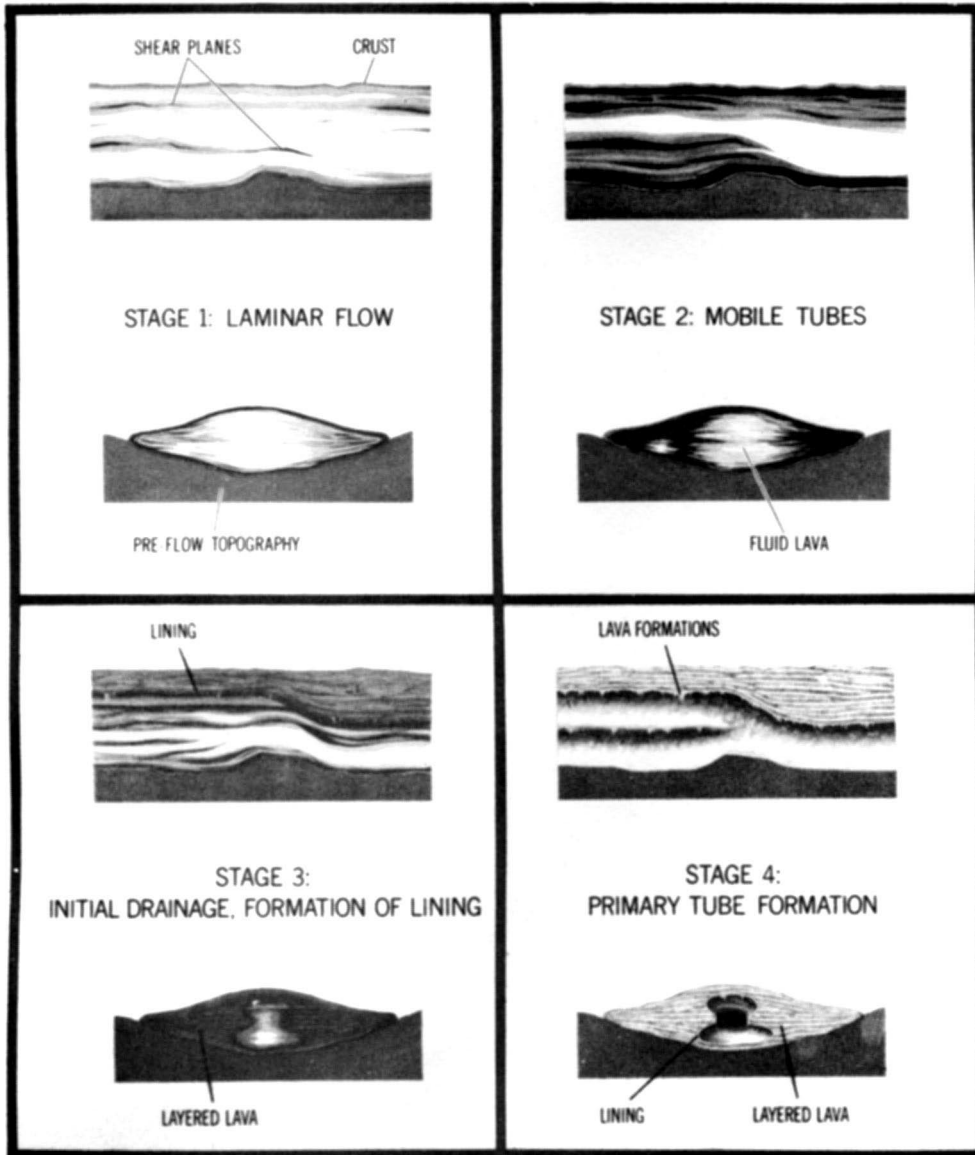 SHEAR PLANES
CRUST
STAGE 1: LAMINAR FLOW
PRE FLOW TOPOGRAPHY
STAGE 2: MOBILE TUBES
FLUID LAVA
LINING
STAGE 3:
INITIAL DRAINAGE, FORMATION OF LINING
LAYERED LAVA
LAVA FORMATIONS
STAGE 4:
PRIMARY TUBE FORMATION
LINING
LAYERED LAVA